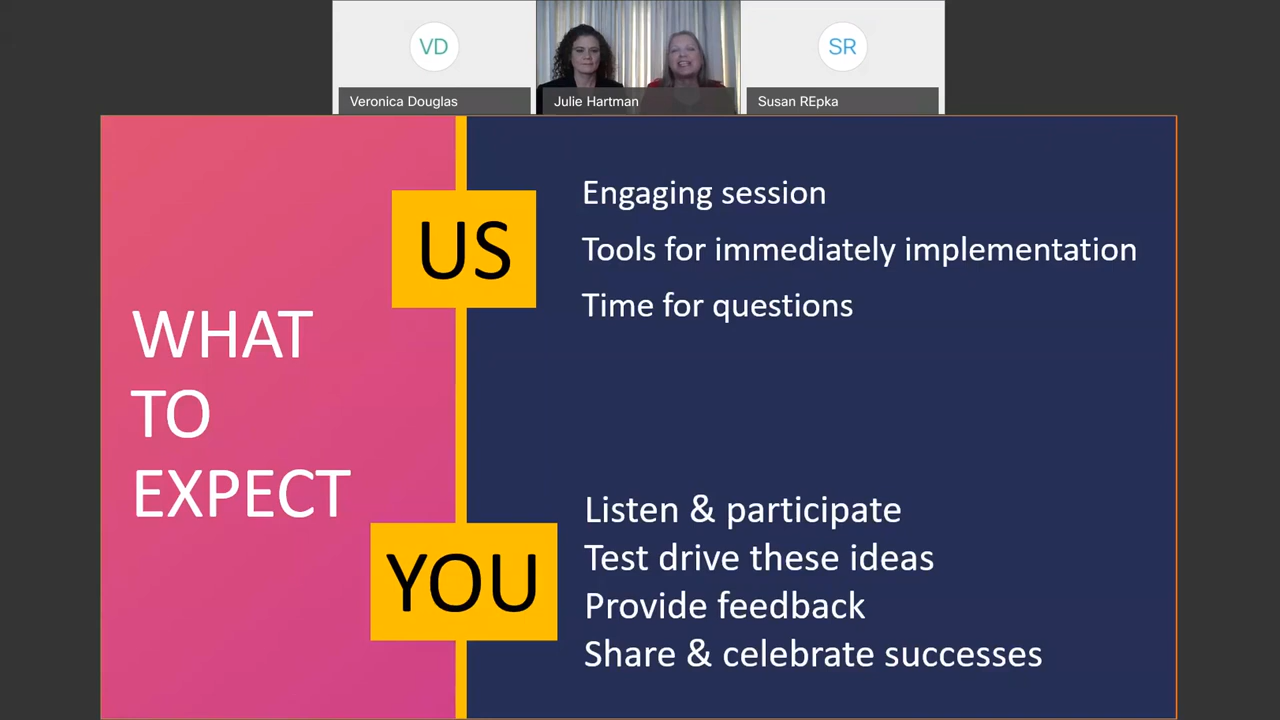 VD
SR
Veronica Douglas
Julie Hartman
Susan REpka
WHAT
TO
EXPECT
US
Engaging session
Tools for immediately implementation
Time for questions
YOU
Listen & participate
Test drive these ideas
Provide feedback
Share & celebrate successes